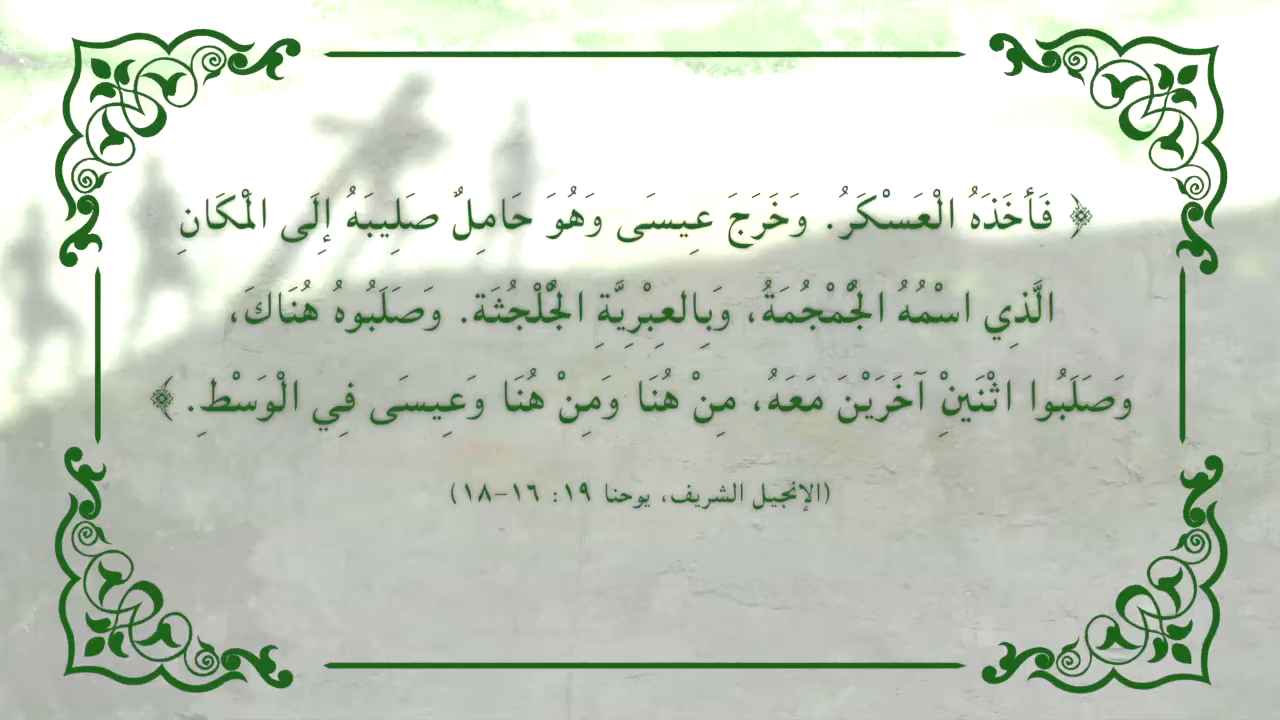 ﴿ فَأَخَذَهُ الْعَسْكَرُ. وَخَرَجَ عِيسَى وَهُوَ حَامِلٌ صَلِيبَهُ إِلَى الْمَكَانِ
الَّذِي اسْمُهُ الْجُمْجُمَةُ، وَبِالعِبْرِيَّةِ الْجُلْجُثَة. وَصَلَبُوهُ هُنَاكَ،
وَصَلَبُوا اثْنَيْنِ آخَرَيْنَ مَعَهُ، مِنْ هُنَا وَمِنْ هُنَا وَعِيسَى فِي الْوَسْطِ. ﴾
(الإنجيل الشريف، يوحنا ١٩: ١٦-١٨)